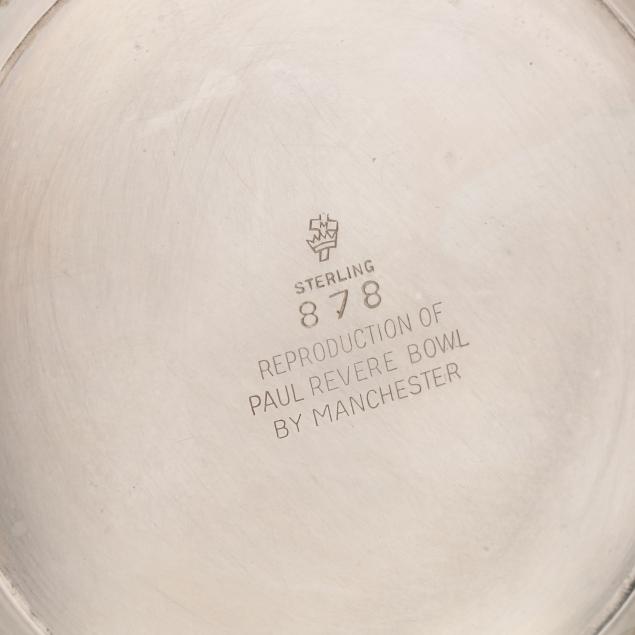 M
STERLING
878
REPRODUCTION OF
PAUL REVERE BOWL
BY MANCHESTER